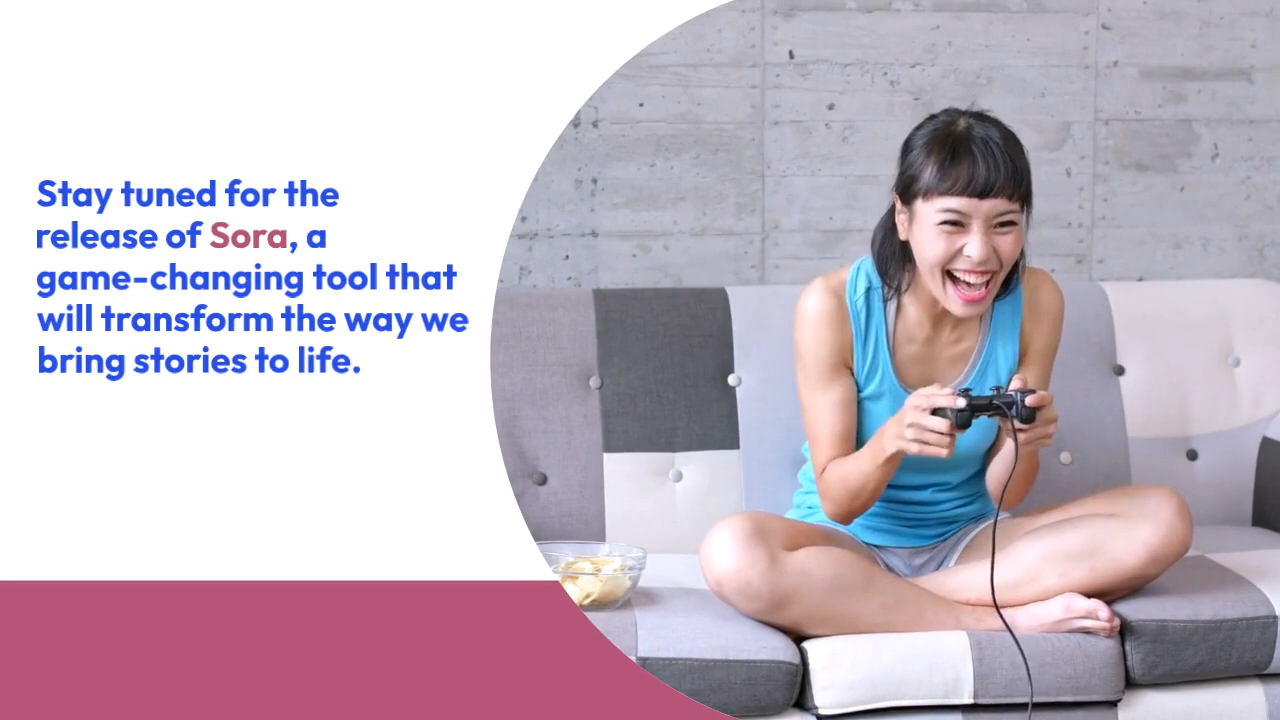 Stay tuned for the
release of Sora, a
game-changing tool that
will transform the way we
bring stories to life.